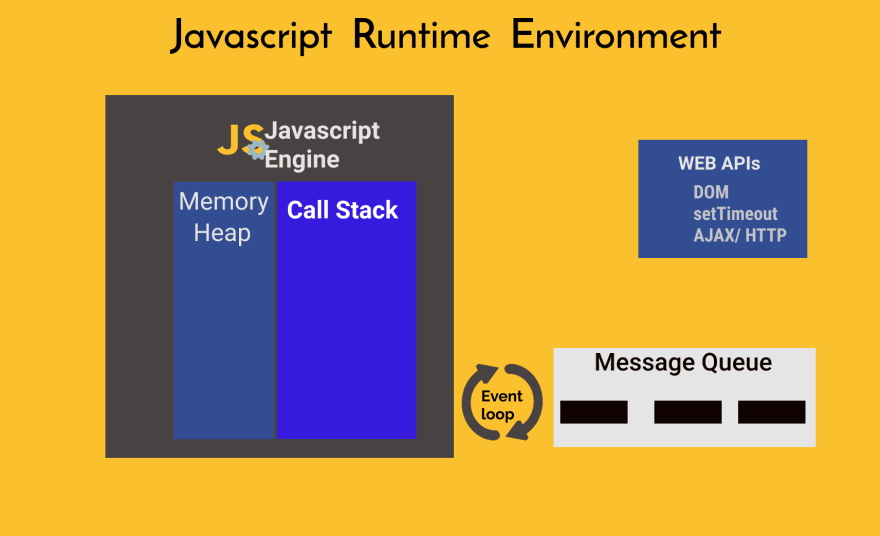 Javascript Runtime Environment
JS Javascript
Engine
Memory
Heap
Call Stack
WEB APIs
DOM
setTimeout
AJAX/ HTTP
Event
loop
Message Queue